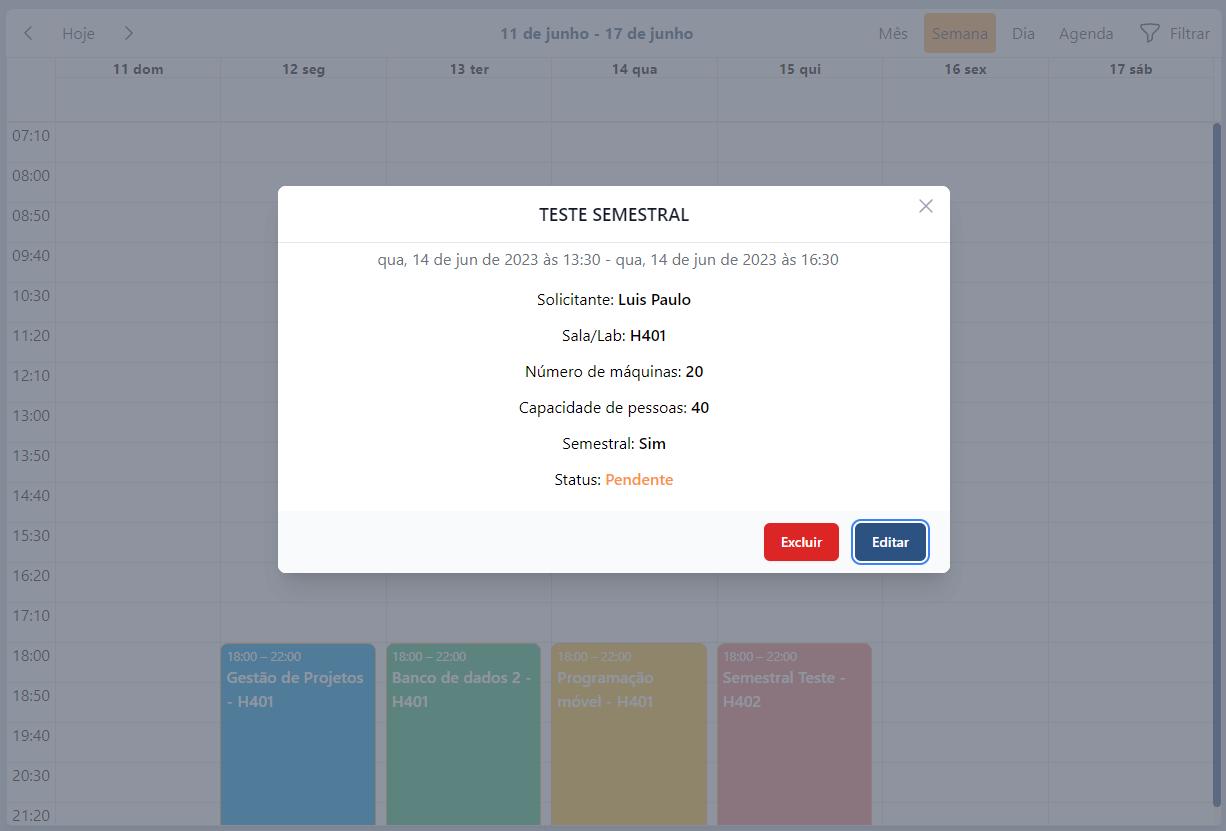 Hoje
11 de junho - 17 de junho
Mês
Semana
Dia
Agenda
Filtrar
11 dom
12 seg
13 ter
14 qua
15 qui
16 sex
17 sáb
07:10
08:00
08:50
09:40
10:30
11:20
12:10
13:00
13:50
14:40
15:30
16:20
17:10
18:00
18:50
19:40
20:30
21:20
TESTE SEMESTRAL
qua, 14 de jun de 2023 às 13:30 - qua, 14 de jun de 2023 às 16:30
Solicitante: Luis Paulo
Sala/Lab: H401
Número de máquinas: 20
Capacidade de pessoas: 40
Semestral: Sim
Status: Pendente
Excluir
Editar
18:00 – 22:00
Gestão de Projetos
- H401
18:00 – 22:00
Banco de dados 2 -
H401
18:00 – 22:00
Programação
móvel - H401
18:00 – 22:00
Semestral Teste -
H402